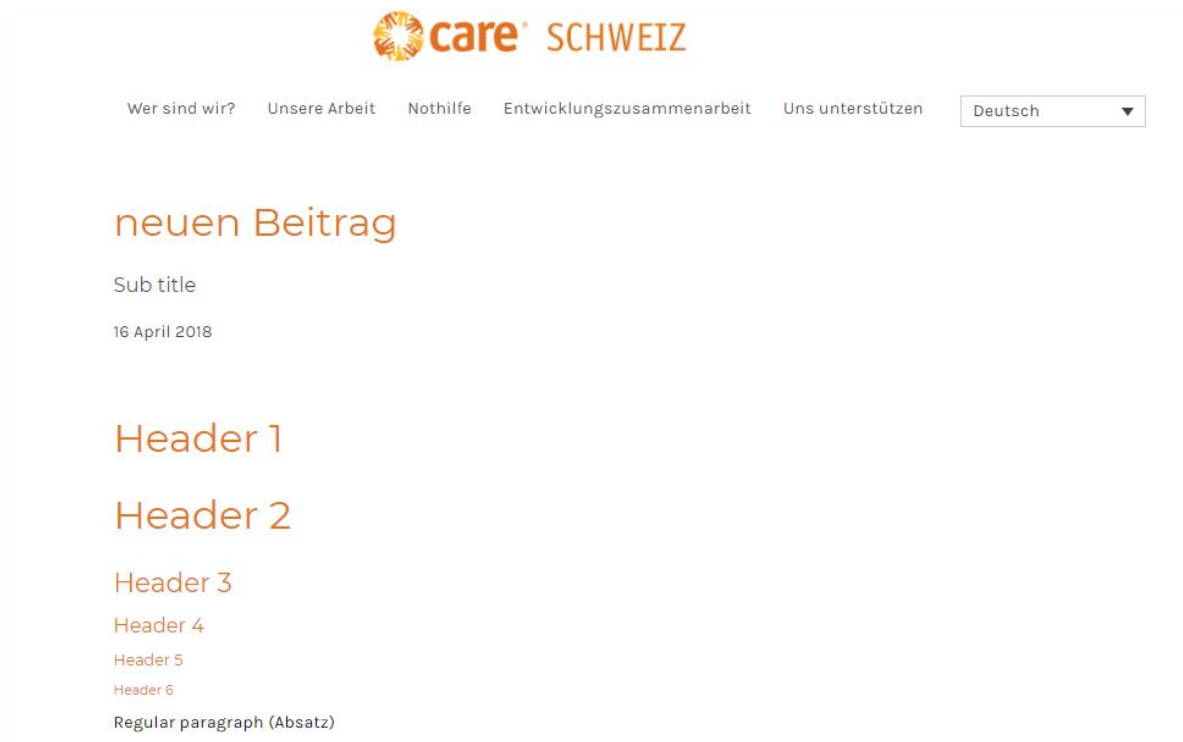 care® SCHWEIZ
Wer sind wir? Unsere Arbeit Nothilfe Entwicklungszusammenarbeit Uns unterstützen Deutsch
neuen Beitrag
Sub title
16 April 2018
Header 1
Header 2
Header 3
Header 4
Header 5
Header 6
Regular paragraph (Absatz)